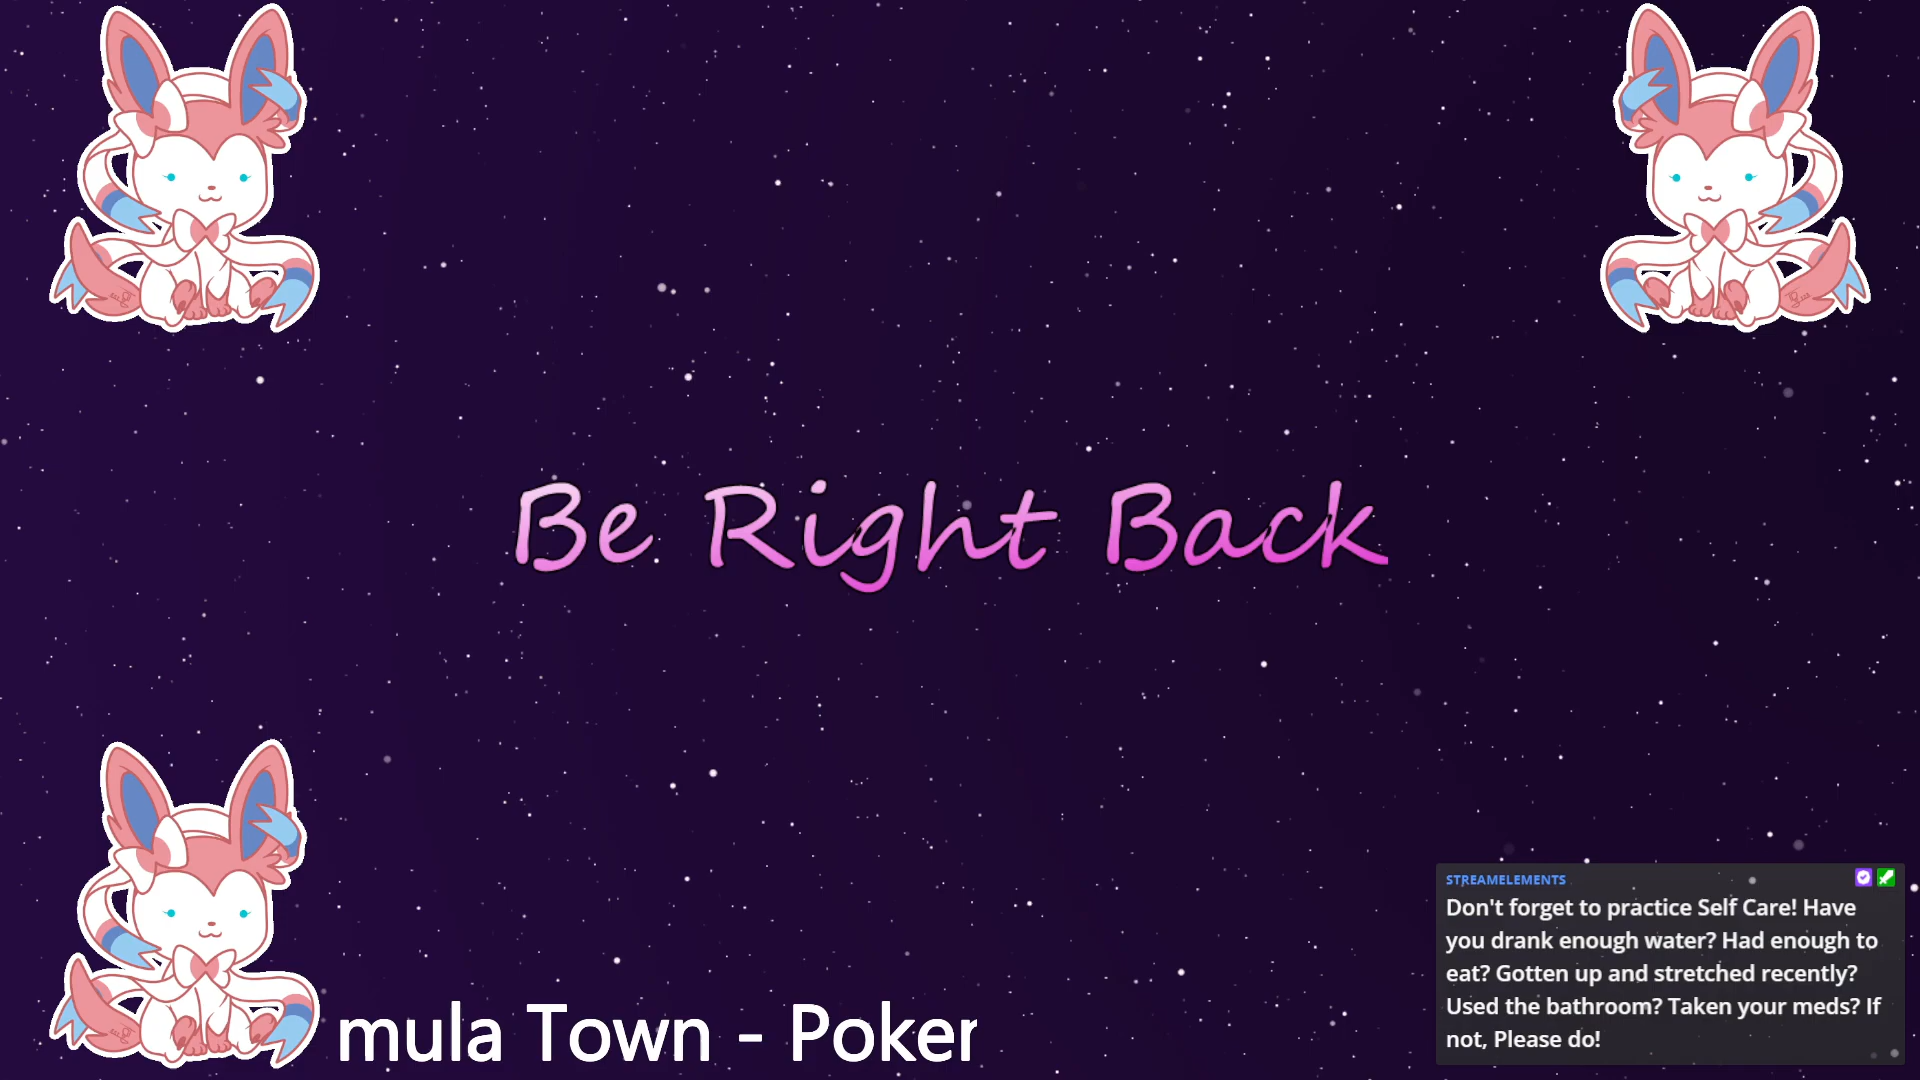 Be Right Back
STREAMELEMENTS
Don't forget to practice Self Care! Have
you drank enough water? Had enough to
eat? Gotten up and stretched recently?
Used the bathroom? Taken your meds? If
not, Please do!
mula Town - Poker